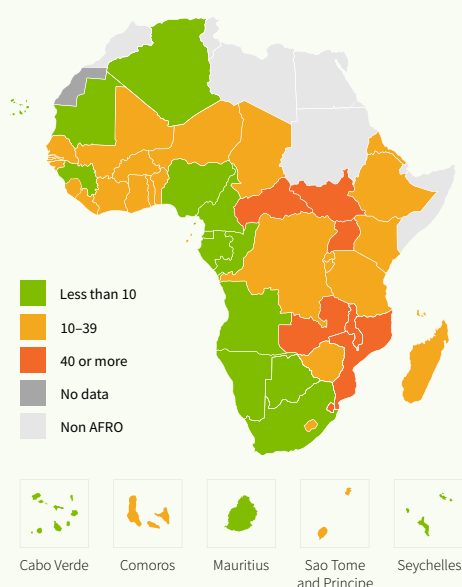 Less than 10
10–39
40 or more
No data
Non AFRO
Cabo Verde
Comoros
Mauritius
Sao Tome
and Principe
Seychelles